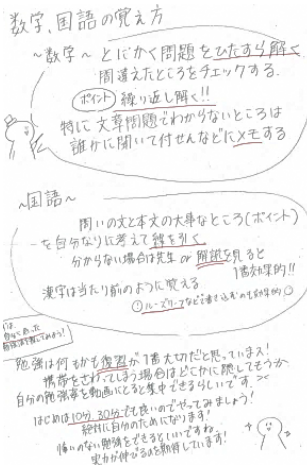 数学、国語の覚え方
~数学~ とにかく問題をひたすら解く
間違えたところをチェックする.
ポイント 繰り返し解く!!
特に文章問題でわからないところは
誰かに聞いて付せんなどにメモする
~国語~
問いの文と本文の大事なところ(ポイント)
を自分なりに考えて線を引く
分からない場合は先生 or 解説を見ると
1番効果的!!
漢字は当たり前のように覚える
ルーズリーフなどに書き込むのも効果的
勉強は何よりも復習が1番大切だと思っています!
携帯をさわってしまう場合はどこかに隠してもらうか
自分の勉強姿を動画にとると集中できるらしいです.
はじめは10分、30分でも良いのでやってみましょう!
絶対に自分のためになります!
悔いのない勉強をできるといいですね.
実力が伸びるのを期待しています!